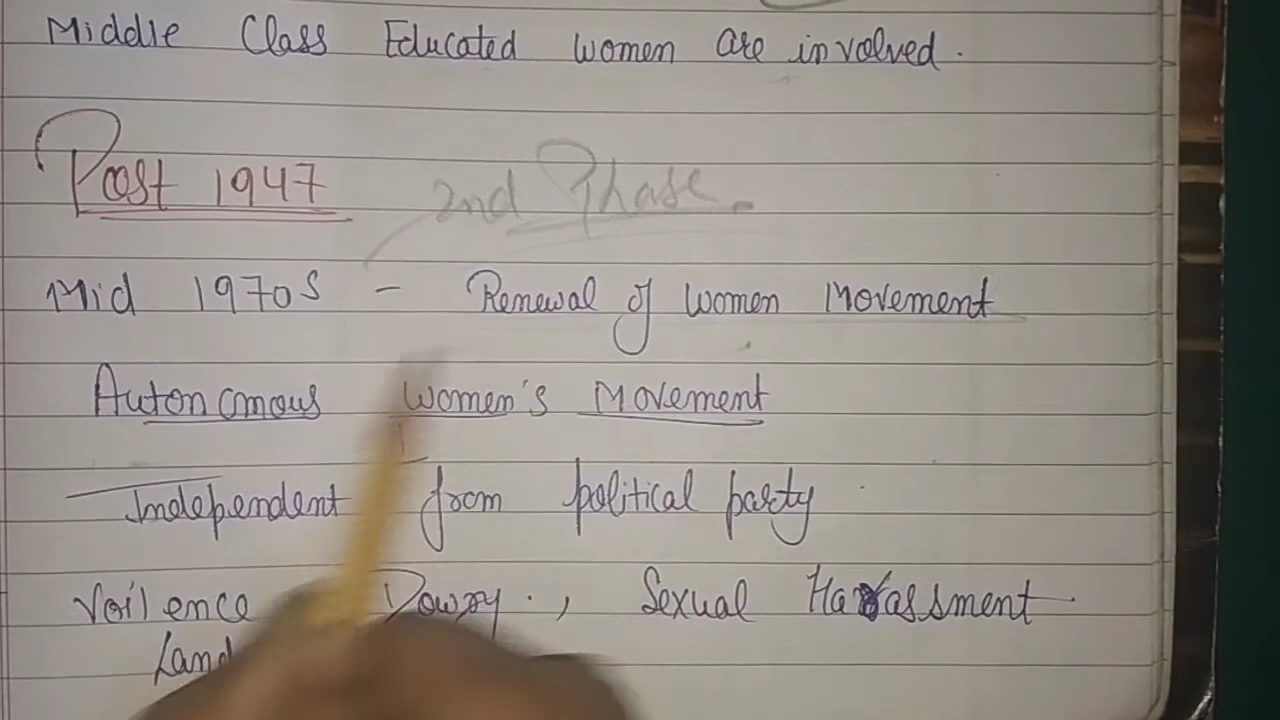 Middle Class Educated women are involved.
Post 1947 2nd Phase.
Mid 1970s - Renewal of women Movement
Autonomous Women's Movement
Independent from political party
Voilence Dowry., Sexual Harassment.
Land